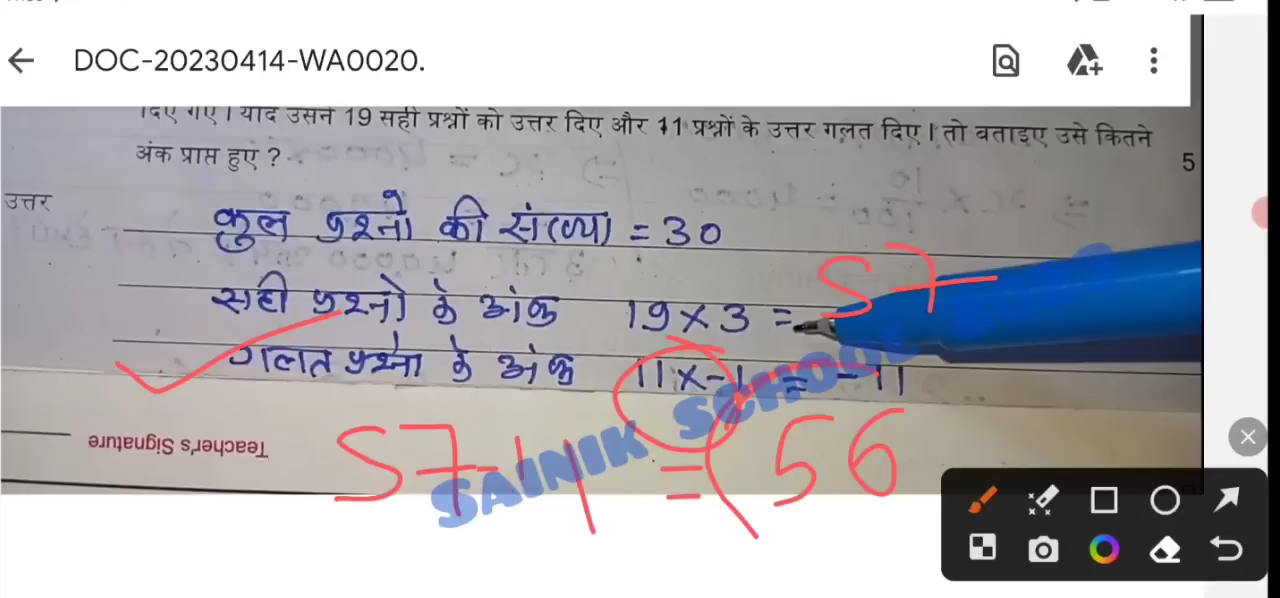 DOC-20230414-WA0020.
दिए गए। यदि उसने 19 सही प्रश्नों को उत्तर दिए और 11 प्रश्नों के उत्तर गलत दिए। तो बताइए उसे कितने
अंक प्राप्त हुए ?
5
उत्तर
कुल प्रश्नो की संख्या = 30
सही प्रश्नो के अंक 19 × 3 = 57
गलत प्रश्नो के अंक 11 × -1 = -11
57-11 = 56
Teacher's Signature
SAINIK SCHOOL